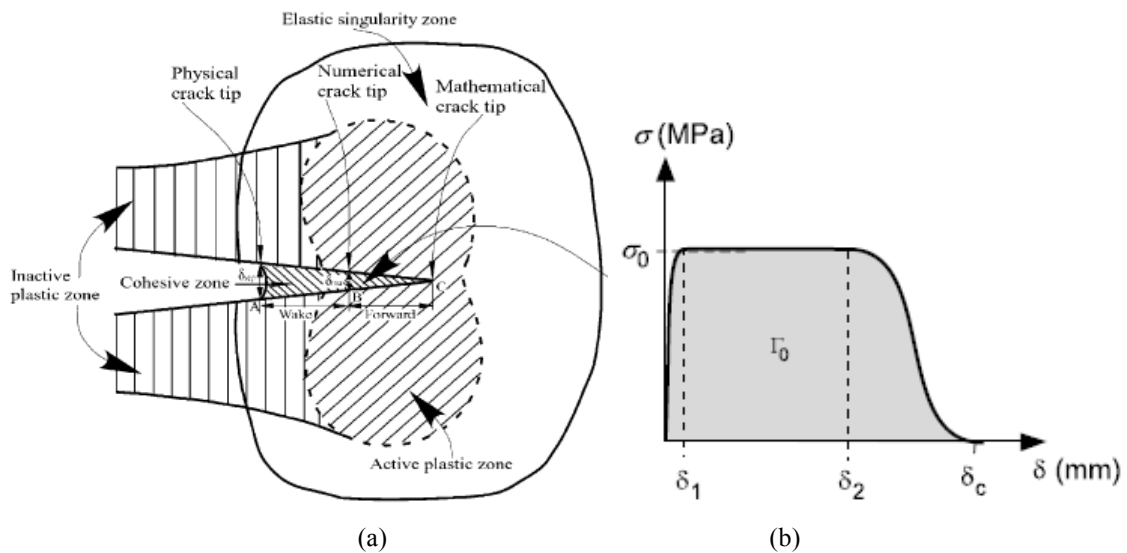 Elastic singularity zone
Physical
crack tip
Numerical
crack tip
Mathematical
crack tip
Inactive
plastic zone
Cohesive zone
A
B
C
Wake
Forward
Active plastic zone
(a)
σ (MPa)
σ0
Γ0
δ1
δ2
δc
δ (mm)
(b)